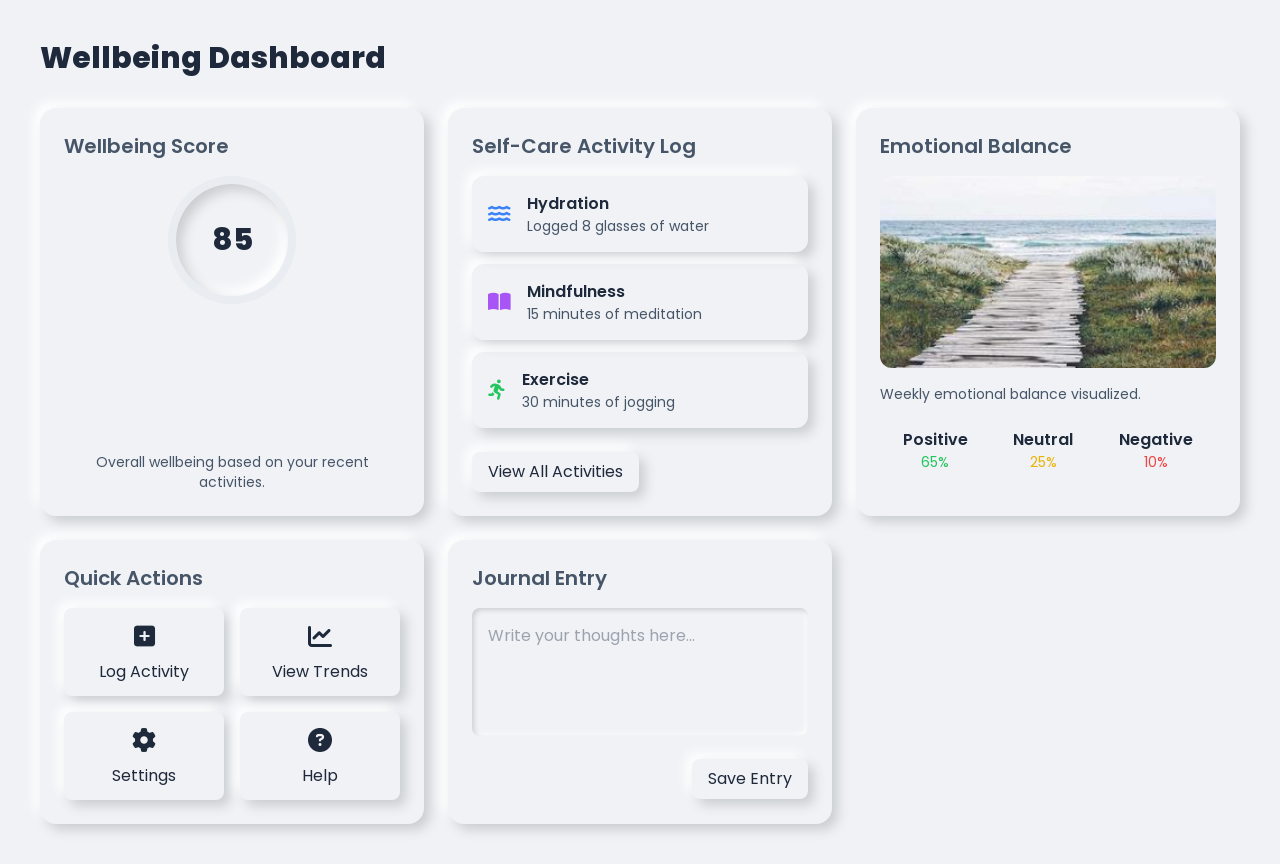 Wellbeing Dashboard
Wellbeing Score
85
Overall wellbeing based on your recent
activities.
Self-Care Activity Log
Hydration
Logged 8 glasses of water
Mindfulness
15 minutes of meditation
Exercise
30 minutes of jogging
View All Activities
Emotional Balance
Weekly emotional balance visualized.
Positive Neutral Negative
65% 25% 10%
Quick Actions
Log Activity
View Trends
Settings
Help
Journal Entry
Write your thoughts here...
Save Entry